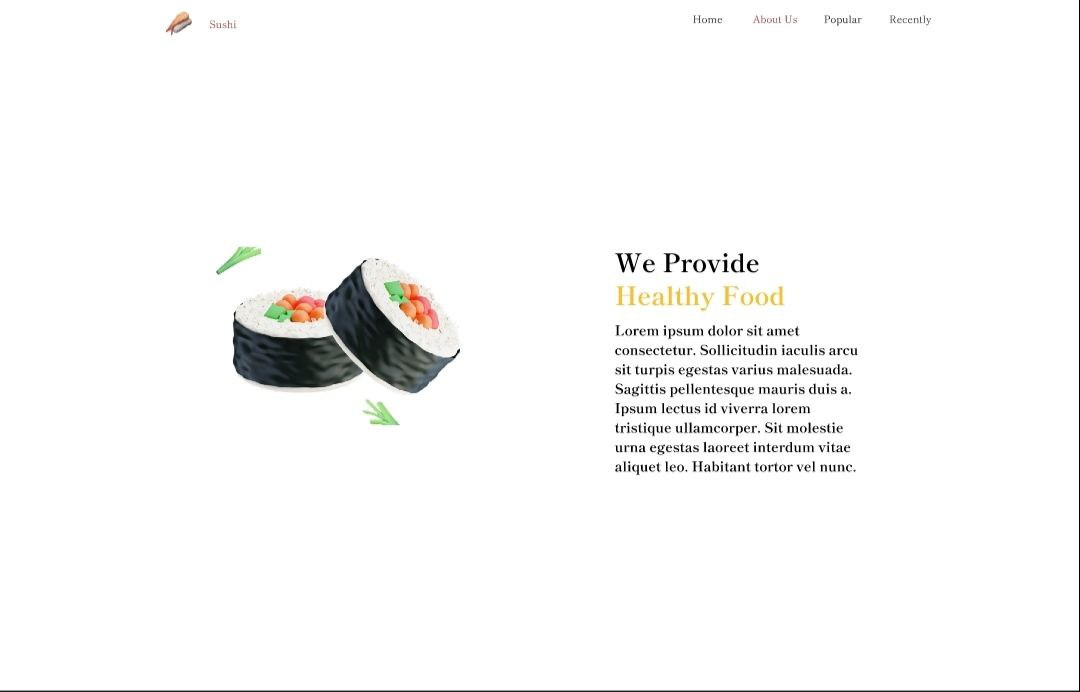 Sushi
Home
About Us
Popular
Recently
We Provide
Healthy Food
Lorem ipsum dolor sit amet
consectetur. Sollicitudin iaculis arcu
sit turpis egestas varius malesuada.
Sagittis pellentesque mauris duis a.
Ipsum lectus id viverra lorem
tristique ullamcorper. Sit molestie
urna egestas laoreet interdum vitae
aliquet leo. Habitant tortor vel nunc.